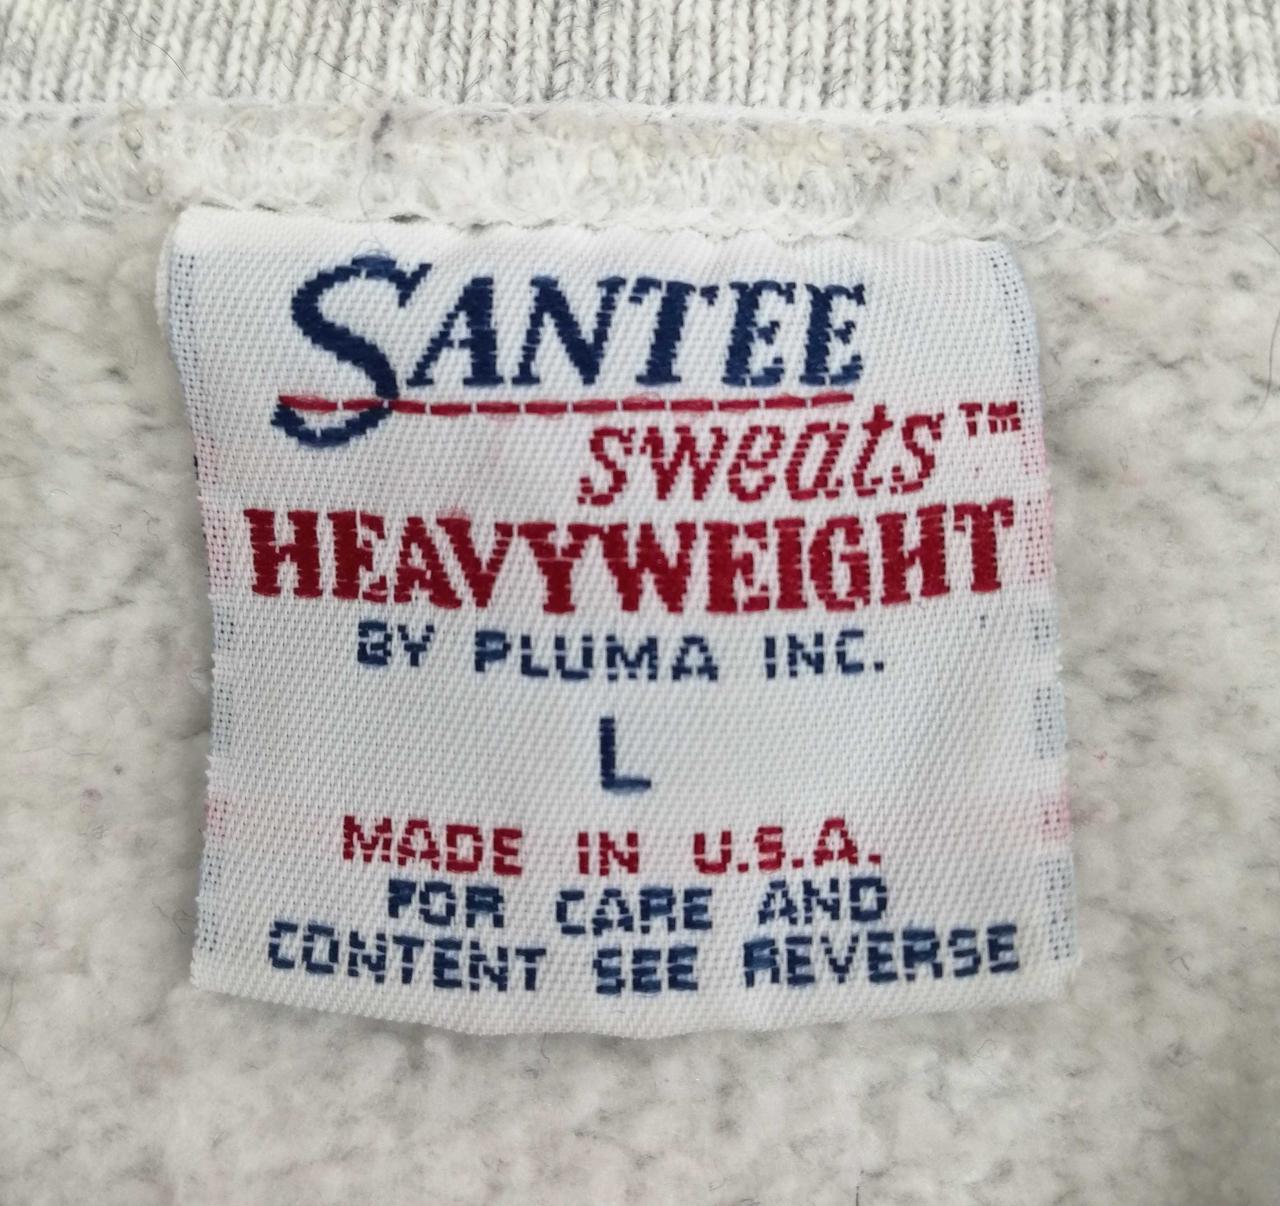 SANTEE
sweats™
HEAVYWEIGHT
BY PLUMA INC.
L
MADE IN U.S.A.
FOR CARE AND
CONTENT SEE REVERSE